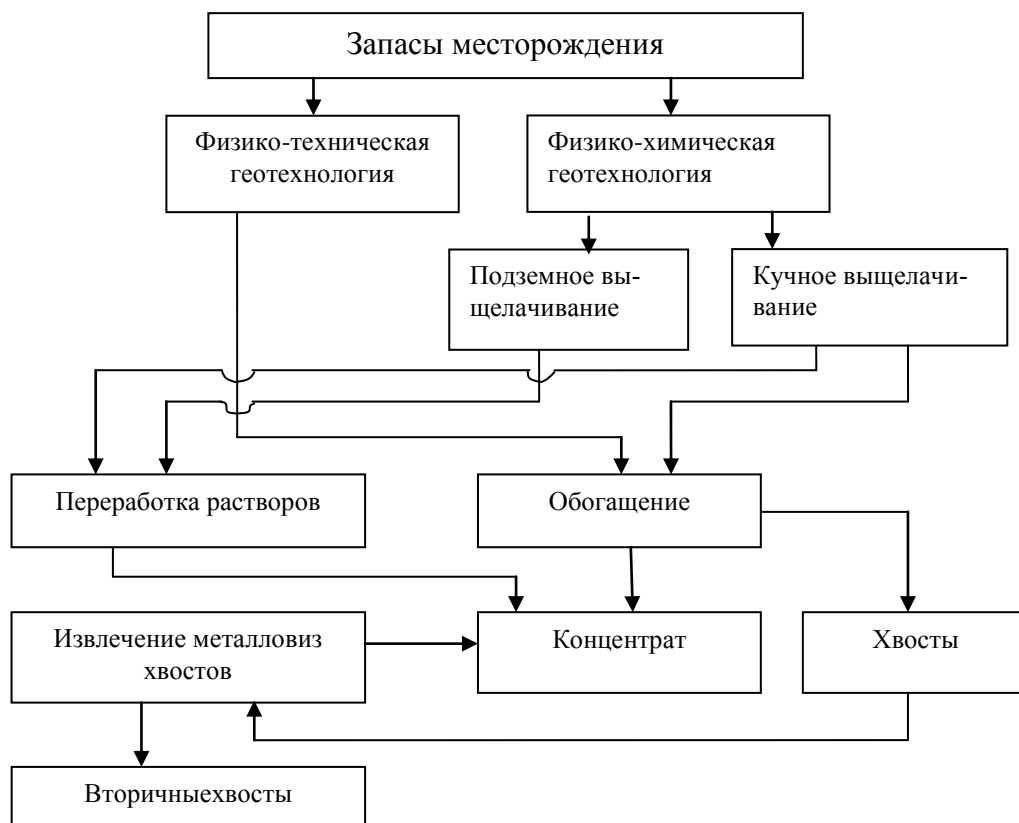 Запасы месторождения
Физико-техническая
геотехнология
Физико-химическая
геотехнология
Подземное вы-
щелачивание
Кучное выщелачи-
вание
Переработка растворов
Обогащение
Извлечение металловиз
хвостов
Концентрат
Хвосты
Вторичныехвосты